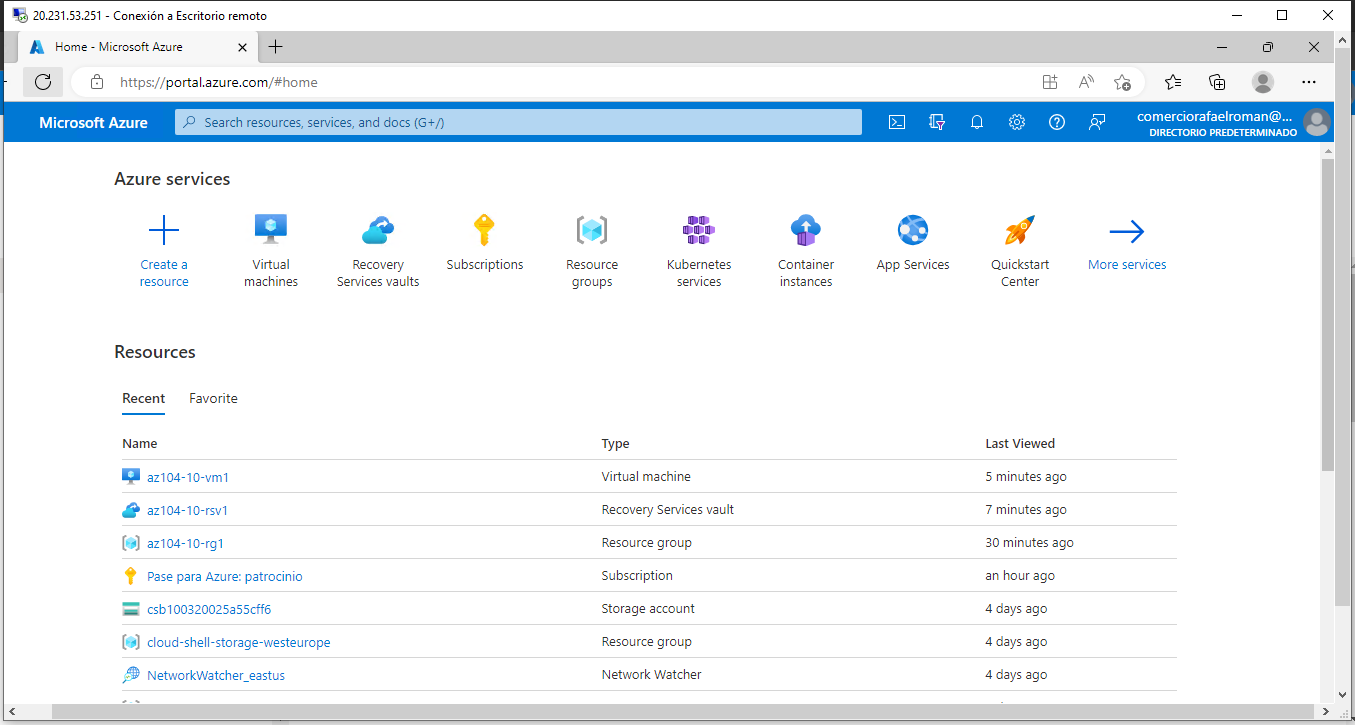 20.231.53.251 - Conexión a Escritorio remoto
Home - Microsoft Azure
https://portal.azure.com/#home
Microsoft Azure
Search resources, services, and docs (G+/)
comerciorafaelroman@...
DIRECTORIO PREDETERMINADO
Azure services
Create a resource
Virtual machines
Recovery Services vaults
Subscriptions
Resource groups
Kubernetes services
Container instances
App Services
Quickstart Center
More services
Resources
Recent Favorite
Name Type Last Viewed
az104-10-vm1 Virtual machine 5 minutes ago
az104-10-rsv1 Recovery Services vault 7 minutes ago
az104-10-rg1 Resource group 30 minutes ago
Pase para Azure: patrocinio Subscription an hour ago
csb100320025a55cff6 Storage account 4 days ago
cloud-shell-storage-westeurope Resource group 4 days ago
NetworkWatcher_eastus Network Watcher 4 days ago